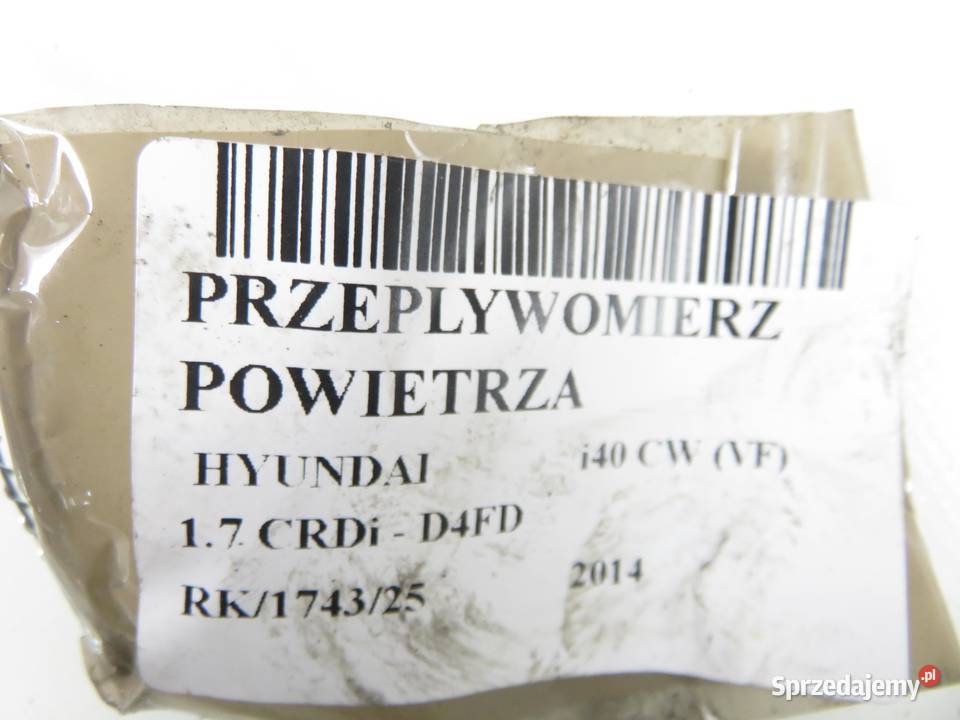 PRZEPLYWOMIERZ
POWIETRZA
HYUNDAI i40 CW (VF)
1.7 CRDi - D4FD
RK/1743/25 2014
Sprzedajemy.pl